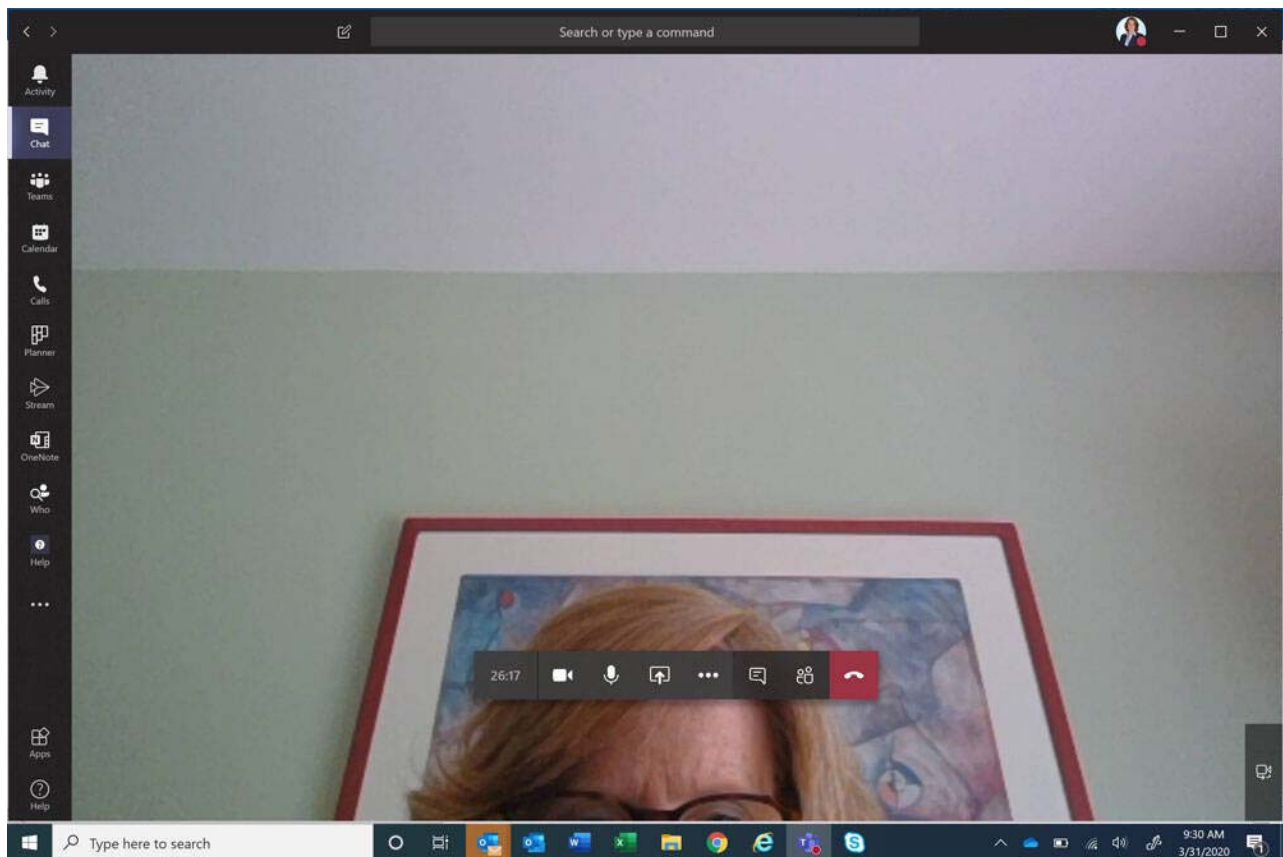 Search or type a command
Activity
Chat
Teams
Calendar
Calls
Planner
Stream
OneNote
Who
Help
Apps
Help
26:17
Type here to search
9:30 AM
3/31/2020